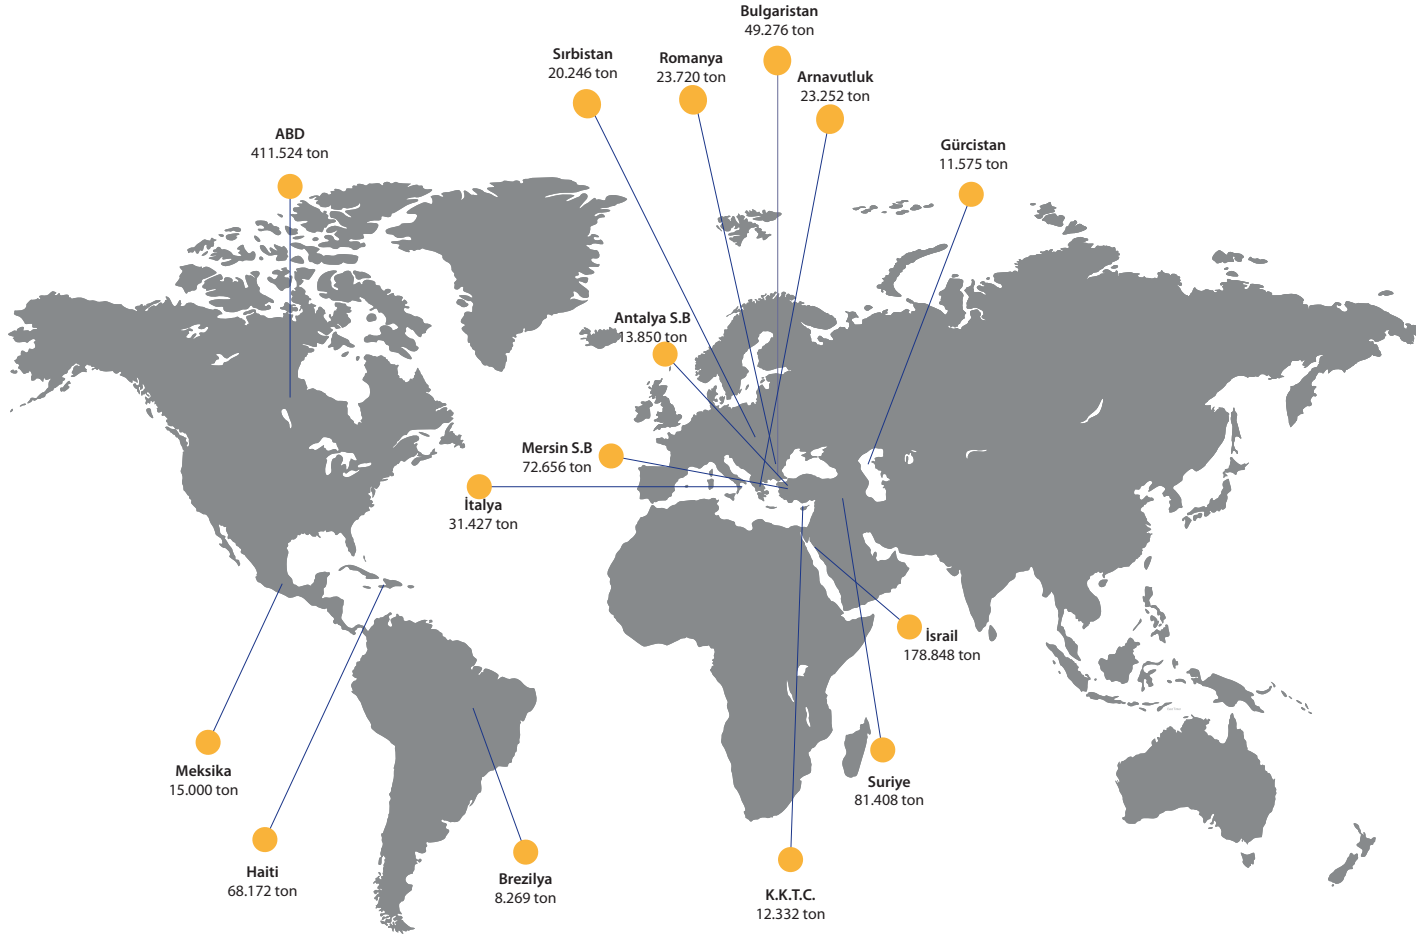 Bulgaristan
49.276 ton
Sırbistan
20.246 ton
Romanya
23.720 ton
Arnavutluk
23.252 ton
ABD
411.524 ton
Gürcistan
11.575 ton
Antalya S.B
13.850 ton
Mersin S.B
72.656 ton
İtalya
31.427 ton
İsrail
178.848 ton
Meksika
15.000 ton
Suriye
81.408 ton
Haiti
68.172 ton
Brezilya
8.269 ton
K.K.T.C.
12.332 ton